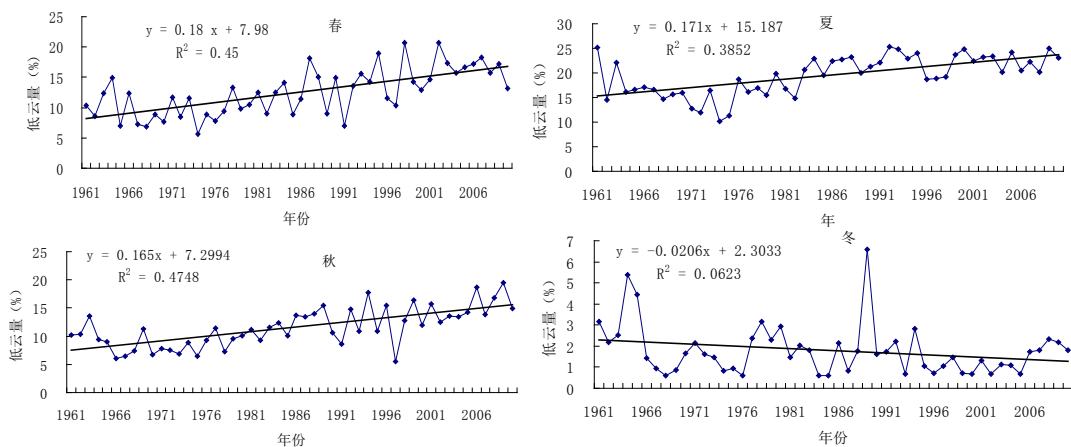 春
y = 0.18 x + 7.98
R² = 0.45
低云量（%）
25
20
15
10
5
0
1961 1966 1971 1976 1981 1986 1991 1996 2001 2006
年份
夏
y = 0.171x + 15.187
R² = 0.3852
低云量（%）
30
25
20
15
10
5
0
1961 1966 1971 1976 1981 1986 1991 1996 2001 2006
年
秋
y = 0.165x + 7.2994
R² = 0.4748
低云量（%）
25
20
15
10
5
0
1961 1966 1971 1976 1981 1986 1991 1996 2001 2006
年份
冬
y = -0.0206x + 2.3033
R² = 0.0623
低云量（%）
7
6
5
4
3
2
1
0
1961 1966 1971 1976 1981 1986 1991 1996 2001 2006
年份